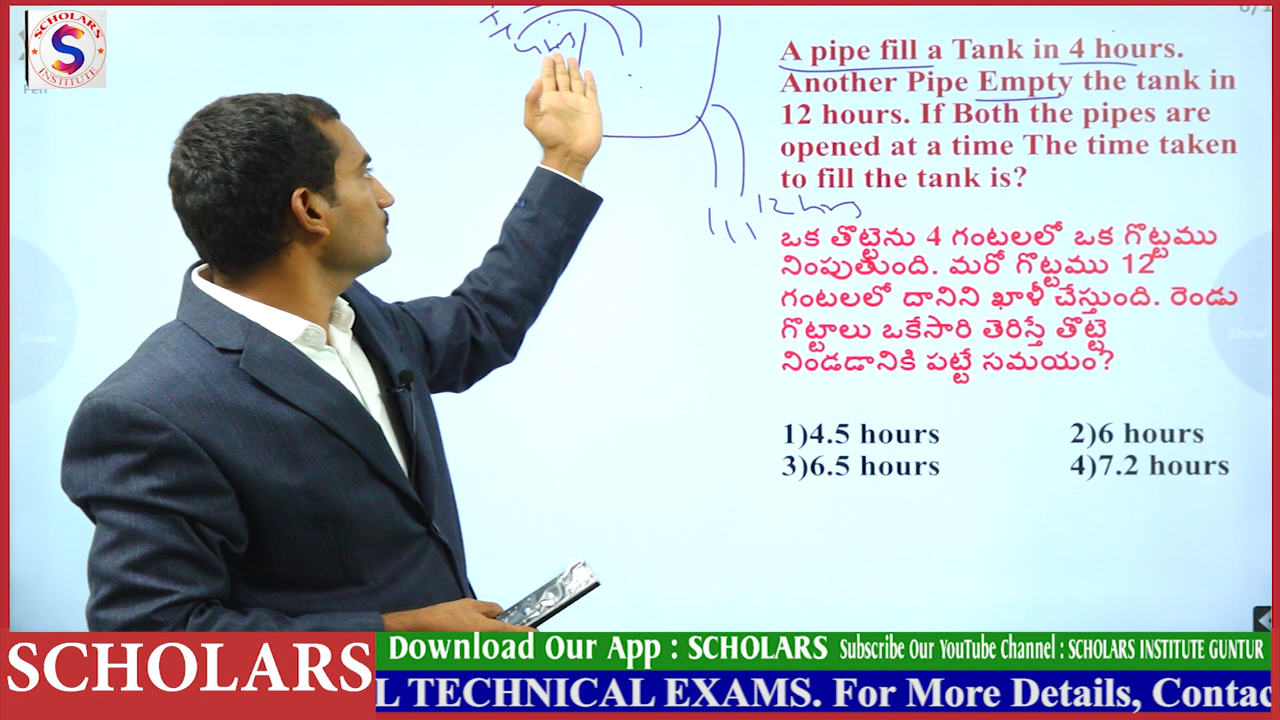 SCHOLARS
S
INSTITUTE
4 hrs
A pipe fill a Tank in 4 hours.
Another Pipe Empty the tank in
12 hours. If Both the pipes are
opened at a time The time taken
to fill the tank is?
12 hrs
ఒక తొట్టెను 4 గంటలలో ఒక గొట్టము
నింపుతుంది. మరో గొట్టము 12
గంటలలో దానిని ఖాళీ చేస్తుంది. రెండు
గొట్టాలు ఒకేసారి తెరిస్తే తొట్టె
నిండడానికి పట్టే సమయం?
1)4.5 hours
2)6 hours
3)6.5 hours
4)7.2 hours
Show
Show
SCHOLARS
Download Our App : SCHOLARS Subscribe Our YouTube Channel : SCHOLARS INSTITUTE GUNTUR
L TECHNICAL EXAMS. For More Details, Contac